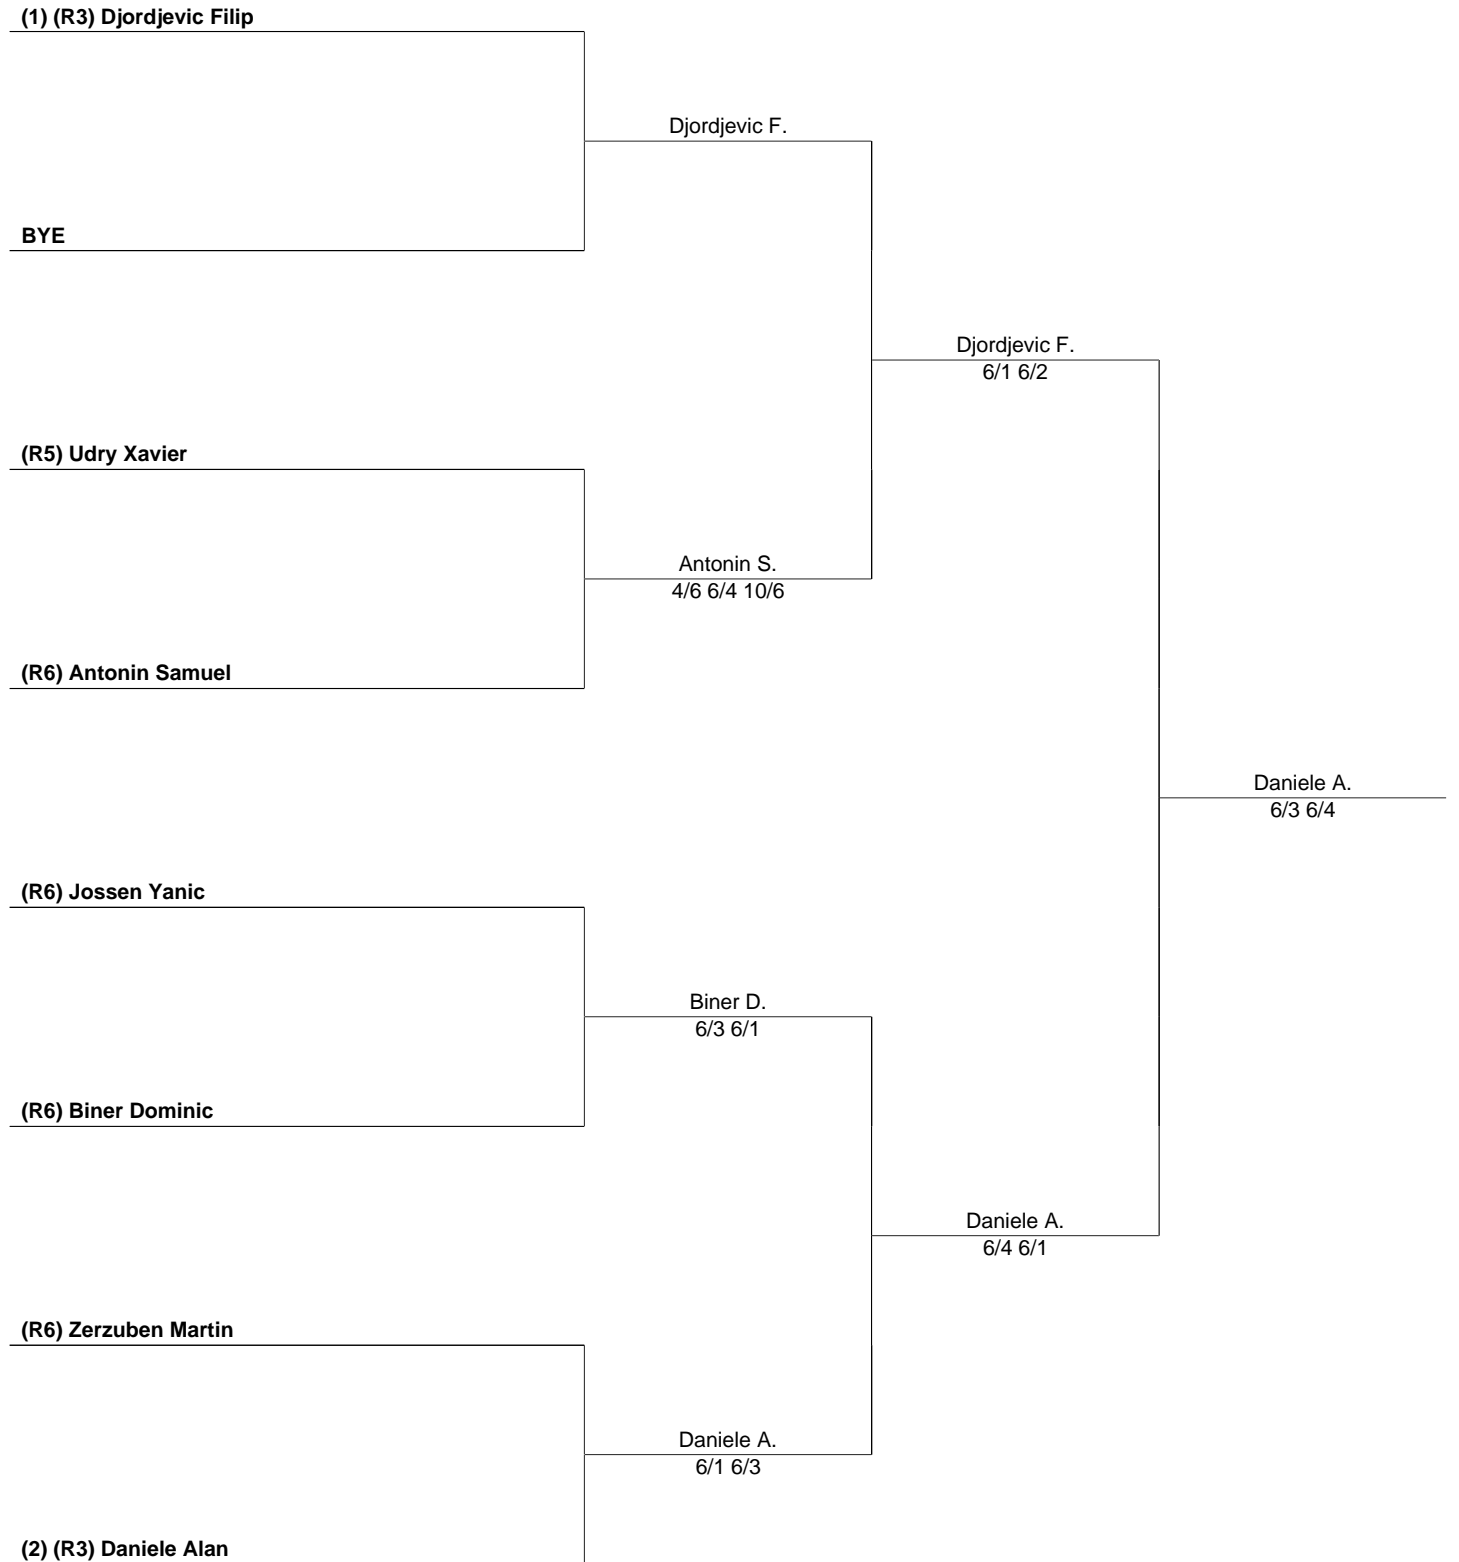 (1) (R3) Djordjevic Filip
Djordjevic F.
BYE
Djordjevic F.
6/1 6/2
(R5) Udry Xavier
Antonin S.
4/6 6/4 10/6
(R6) Antonin Samuel
Daniele A.
6/3 6/4
(R6) Jossen Yanic
Biner D.
6/3 6/1
(R6) Biner Dominic
Daniele A.
6/4 6/1
(R6) Zerzuben Martin
Daniele A.
6/1 6/3
(2) (R3) Daniele Alan